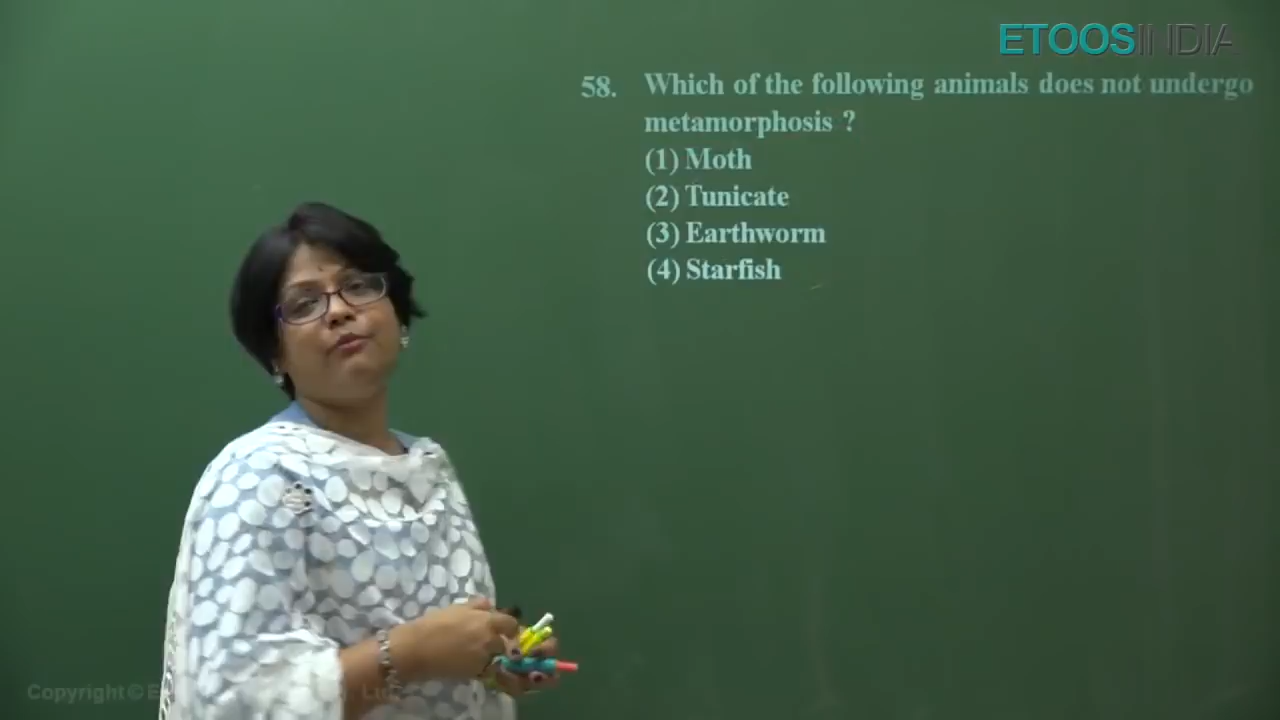 ETOOSINDIA
58. Which of the following animals does not undergo
metamorphosis ?
(1) Moth
(2) Tunicate
(3) Earthworm
(4) Starfish
Copyright©